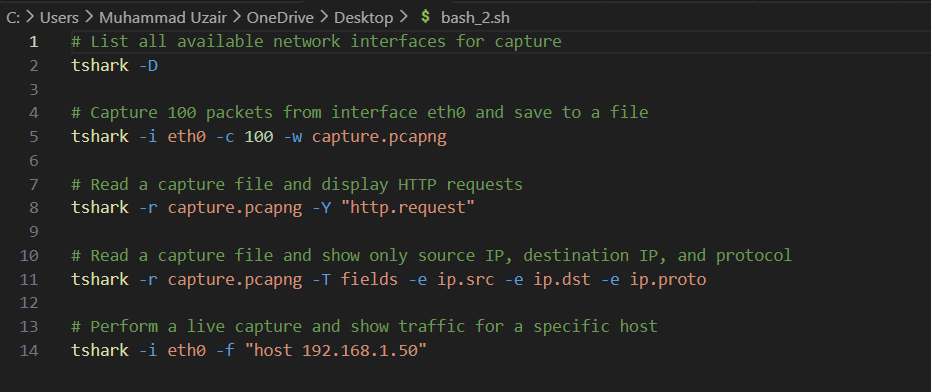 C: > Users > Muhammad Uzair > OneDrive > Desktop > $ bash_2.sh
1 # List all available network interfaces for capture
2 tshark -D
3
4 # Capture 100 packets from interface eth0 and save to a file
5 tshark -i eth0 -c 100 -w capture.pcapng
6
7 # Read a capture file and display HTTP requests
8 tshark -r capture.pcapng -Y "http.request"
9
10 # Read a capture file and show only source IP, destination IP, and protocol
11 tshark -r capture.pcapng -T fields -e ip.src -e ip.dst -e ip.proto
12
13 # Perform a live capture and show traffic for a specific host
14 tshark -i eth0 -f "host 192.168.1.50"